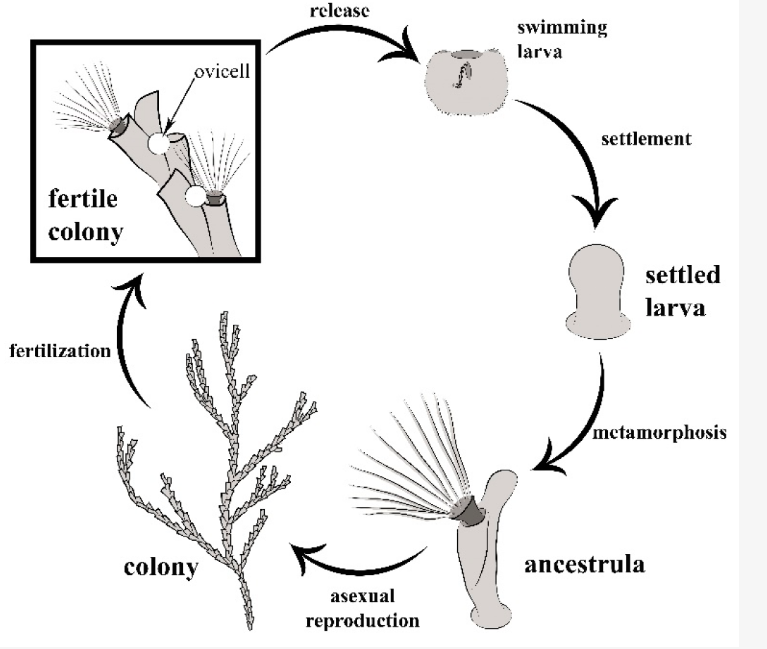 release
swimming
larva
ovicell
settlement
fertile
colony
settled
larva
fertilization
metamorphosis
colony
ancestrula
asexual
reproduction